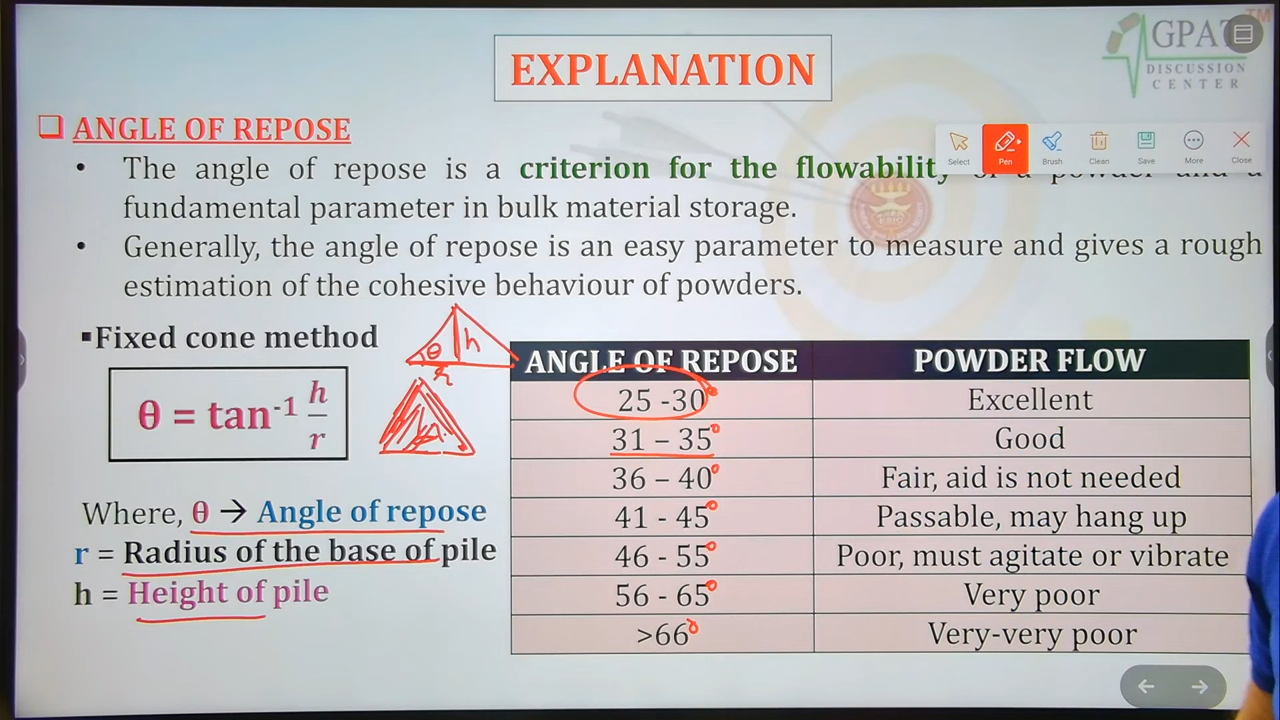 GPAT
TM
DISCUSSION
CENTER
EXPLANATION
❑ ANGLE OF REPOSE
Select Pen Brush Clean Save More Close
• The angle of repose is a criterion for the flowability of a powder and a
fundamental parameter in bulk material storage.
• Generally, the angle of repose is an easy parameter to measure and gives a rough
estimation of the cohesive behaviour of powders.
▪Fixed cone method
θ h
r
θ = tan-1 h
r
Where, θ → Angle of repose
r = Radius of the base of pile
h = Height of pile
ANGLE OF REPOSE POWDER FLOW
25 -30° Excellent
31 – 35° Good
36 – 40° Fair, aid is not needed
41 - 45° Passable, may hang up
46 - 55° Poor, must agitate or vibrate
56 - 65° Very poor
>66° Very-very poor